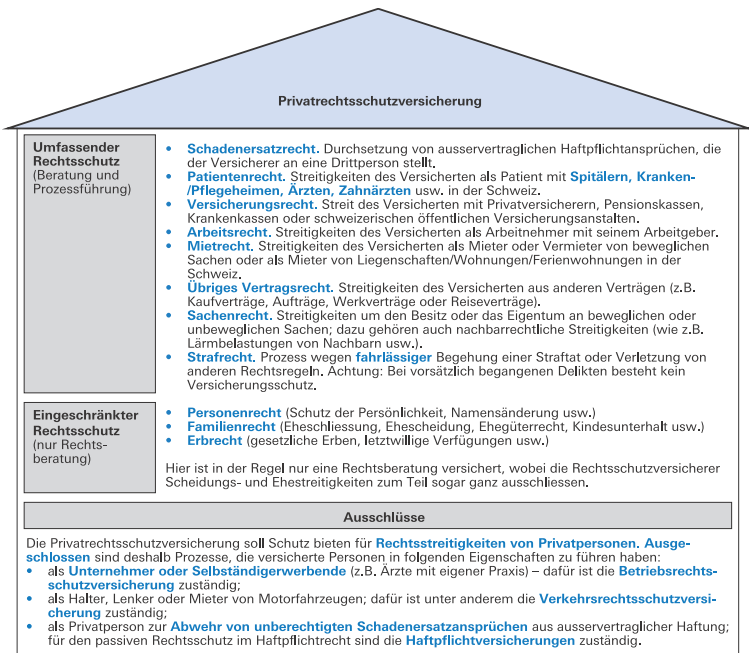 Privatrechtsschutzversicherung
Umfassender
Rechtsschutz
(Beratung und
Prozessführung)
• Schadenersatzrecht. Durchsetzung von ausservertraglichen Haftpflichtansprüchen, die
der Versicherer an eine Drittperson stellt.
• Patientenrecht. Streitigkeiten des Versicherten als Patient mit Spitälern, Kranken-
/Pflegeheimen, Ärzten, Zahnärzten usw. in der Schweiz.
• Versicherungsrecht. Streit des Versicherten mit Privatversicherern, Pensionskassen,
Krankenkassen oder schweizerischen öffentlichen Versicherungsanstalten.
• Arbeitsrecht. Streitigkeiten des Versicherten als Arbeitnehmer mit seinem Arbeitgeber.
• Mietrecht. Streitigkeiten des Versicherten als Mieter oder Vermieter von beweglichen
Sachen oder als Mieter von Liegenschaften/Wohnungen/Ferienwohnungen in der
Schweiz.
• Übriges Vertragsrecht. Streitigkeiten des Versicherten aus anderen Verträgen (z.B.
Kaufverträge, Aufträge, Werkverträge oder Reiseverträge).
• Sachenrecht. Streitigkeiten um den Besitz oder das Eigentum an beweglichen oder
unbeweglichen Sachen; dazu gehören auch nachbarrechtliche Streitigkeiten (wie z.B.
Lärmbelastungen von Nachbarn usw.).
• Strafrecht. Prozess wegen fahrlässiger Begehung einer Straftat oder Verletzung von
anderen Rechtsregeln. Achtung: Bei vorsätzlich begangenen Delikten besteht kein
Versicherungsschutz.
Eingeschränkter
Rechtsschutz
(nur Rechts-
beratung)
• Personenrecht (Schutz der Persönlichkeit, Namensänderung usw.)
• Familienrecht (Eheschliessung, Ehescheidung, Ehegüterrecht, Kindesunterhalt usw.)
• Erbrecht (gesetzliche Erben, letztwillige Verfügungen usw.)
Hier ist in der Regel nur eine Rechtsberatung versichert, wobei die Rechtsschutzversicherer
Scheidungs- und Ehestreitigkeiten zum Teil sogar ganz ausschliessen.
Ausschlüsse
Die Privatrechtsschutzversicherung soll Schutz bieten für Rechtsstreitigkeiten von Privatpersonen. Ausge-
schlossen sind deshalb Prozesse, die versicherte Personen in folgenden Eigenschaften zu führen haben:
• als Unternehmer oder Selbständigerwerbende (z.B. Ärzte mit eigener Praxis) – dafür ist die Betriebsrechts-
schutzversicherung zuständig;
• als Halter, Lenker oder Mieter von Motorfahrzeugen; dafür ist unter anderem die Verkehrsrechtsschutzversi-
cherung zuständig;
• als Privatperson zur Abwehr von unberechtigten Schadenersatzansprüchen aus ausservertraglicher Haftung;
für den passiven Rechtsschutz im Haftpflichtrecht sind die Haftpflichtversicherungen zuständig.